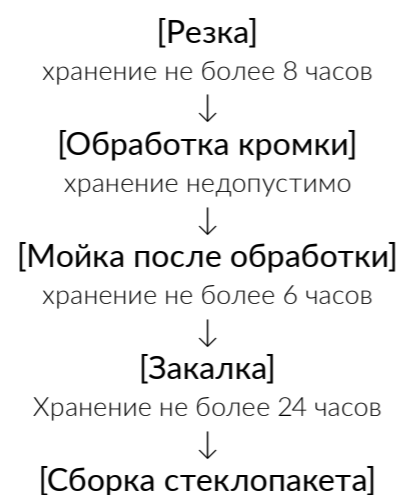 [Резка]
хранение не более 8 часов
↓
[Обработка кромки]
хранение недопустимо
↓
[Мойка после обработки]
хранение не более 6 часов
↓
[Закалка]
Хранение не более 24 часов
↓
[Сборка стеклопакета]